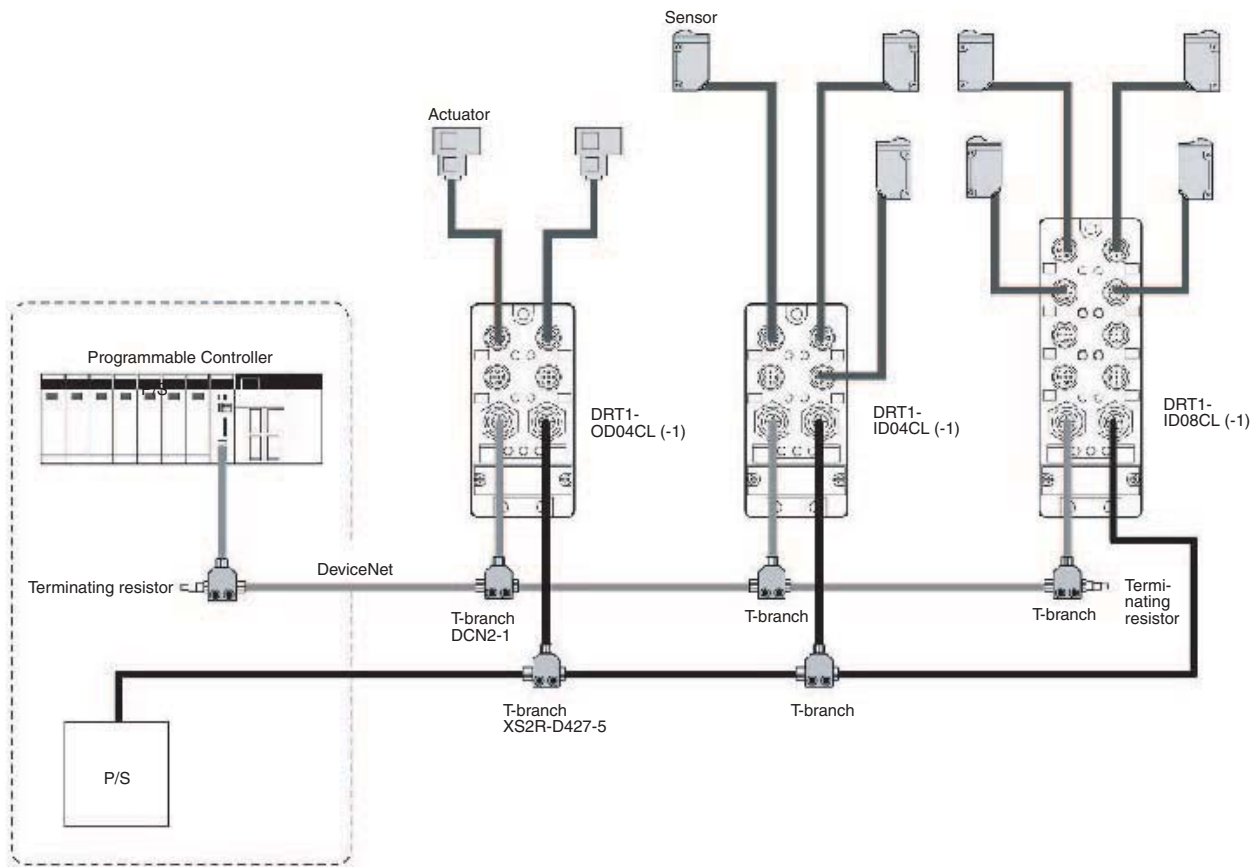 Sensor
Actuator
Programmable Controller
P/S
DRT1-
OD04CL (-1)
DRT1-
ID04CL (-1)
DRT1-
ID08CL (-1)
Terminating resistor
DeviceNet
T-branch
DCN2-1
T-branch
T-branch
Termi-
nating
resistor
T-branch
XS2R-D427-5
T-branch
P/S